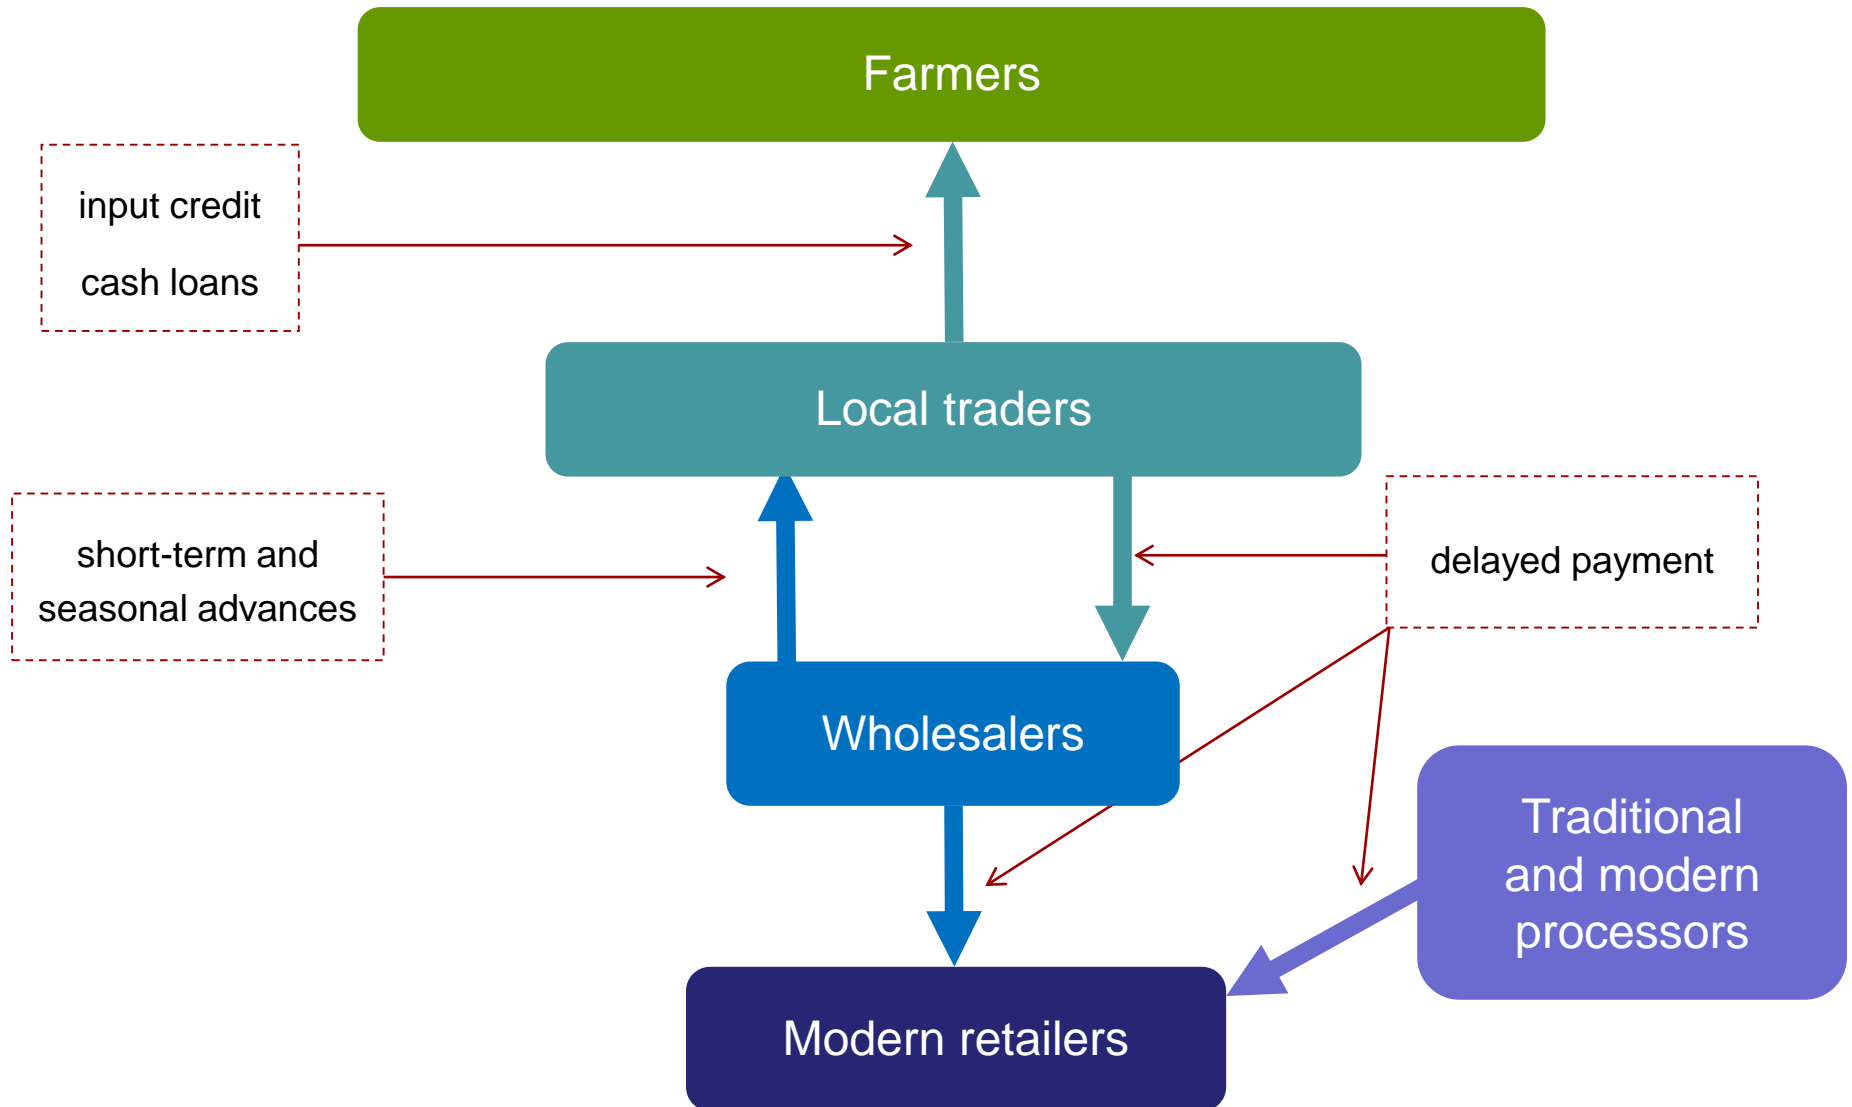 Farmers
input credit
cash loans
Local traders
short-term and
seasonal advances
delayed payment
Wholesalers
Traditional
and modern
processors
Modern retailers